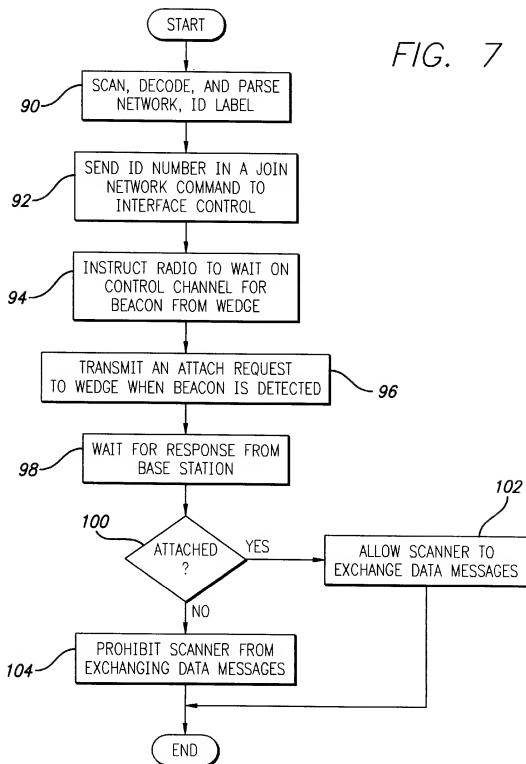 START
FIG. 7
SCAN, DECODE, AND PARSE
NETWORK, ID LABEL
90
SEND ID NUMBER IN A JOIN
NETWORK COMMAND TO
INTERFACE CONTROL
92
INSTRUCT RADIO TO WAIT ON
CONTROL CHANNEL FOR
BEACON FROM WEDGE
94
TRANSMIT AN ATTACH REQUEST
TO WEDGE WHEN BEACON IS DETECTED
96
WAIT FOR RESPONSE FROM
BASE STATION
98
100
ATTACHED
?
YES
NO
102
ALLOW SCANNER TO
EXCHANGE DATA MESSAGES
PROHIBIT SCANNER FROM
EXCHANGING DATA MESSAGES
104
END